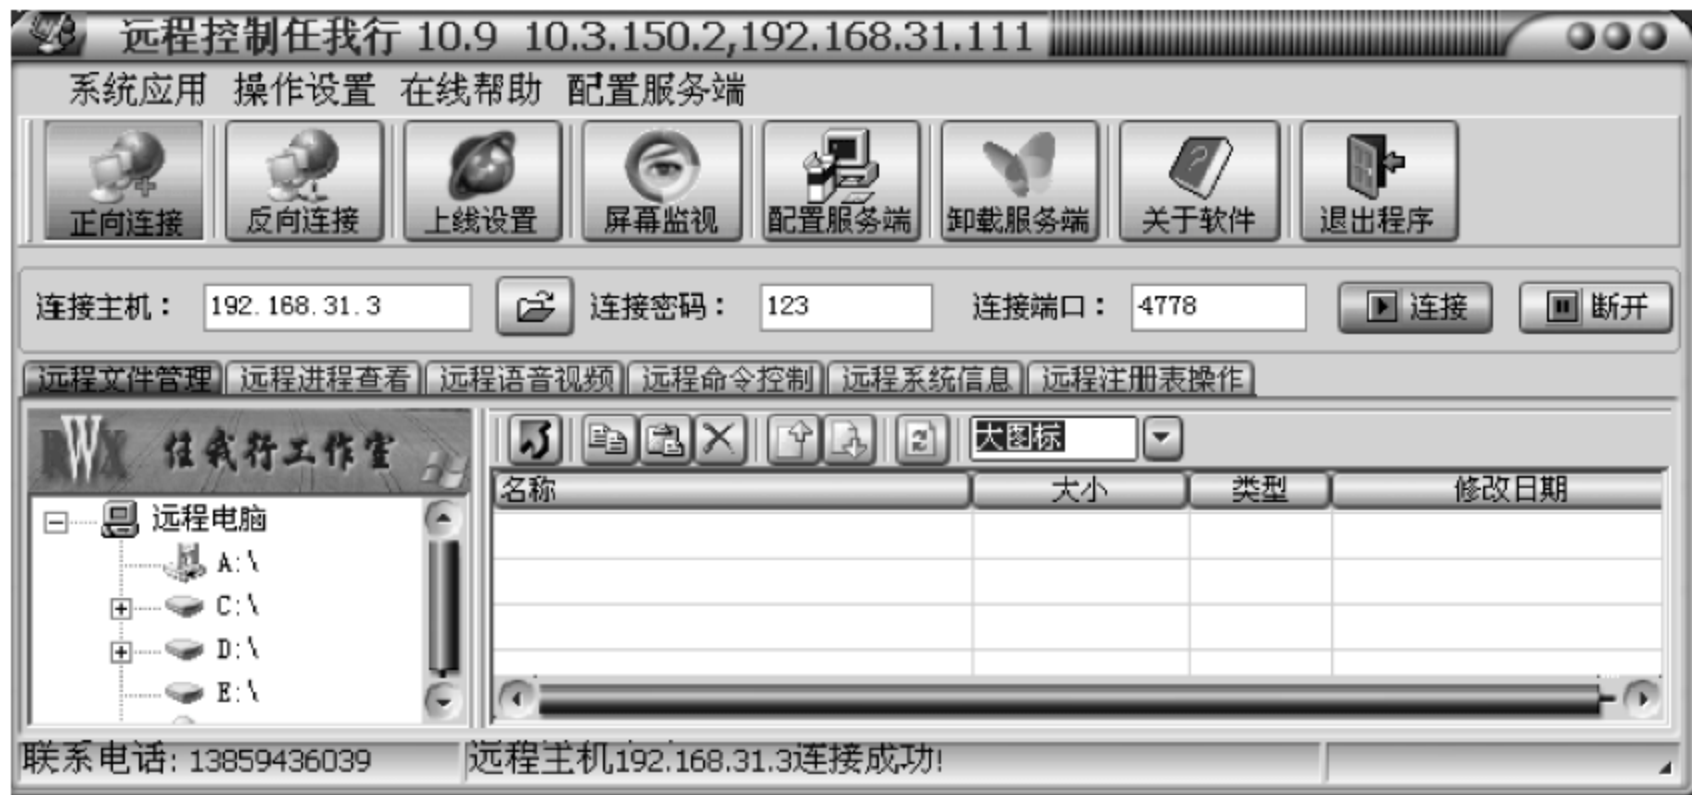 远程控制任我行 10.9 10.3.150.2,192.168.31.111
系统应用 操作设置 在线帮助 配置服务端
正向连接 反向连接 上线设置 屏幕监视 配置服务端 卸载服务端 关于软件 退出程序
连接主机： 192.168.31.3 连接密码： 123 连接端口： 4778 连接 断开
远程文件管理 远程进程查看 远程语音视频 远程命令控制 远程系统信息 远程注册表操作
RWX 任我行工作室 大图标
名称 大小 类型 修改日期
远程电脑
A:\
C:\
D:\
E:\
联系电话: 13859436039 远程主机192.168.31.3连接成功!